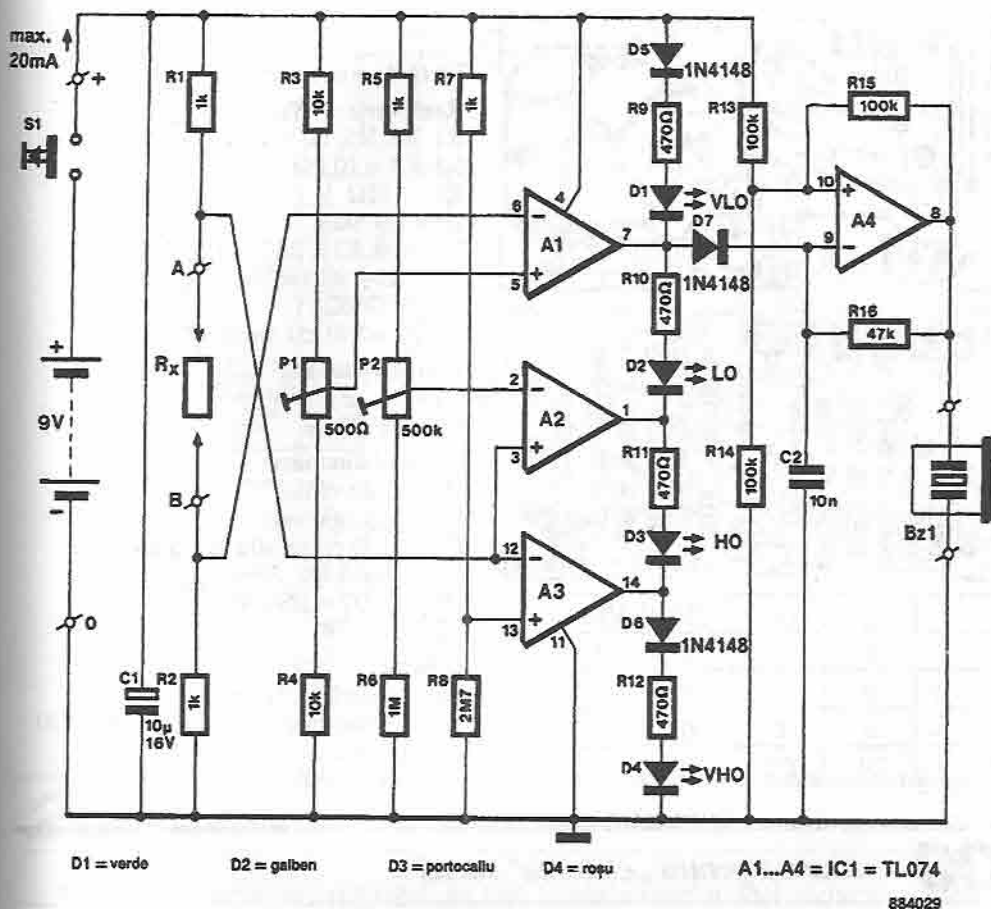 max.
20mA
+
S1
+
9V
-
0
C1
10µ
16V
R1
1k
A
Rx
B
R2
1k
R3
10k
P1
500Ω
R4
10k
R5
1k
P2
500k
R6
1M
R7
1k
R8
2M7
6
-
4
A1
7
+
5
2
-
A2
1
+
3
12
-
A3
14
+
13
11
D5
1N4148
R9
470Ω
D1
VLO
D7
1N4148
R10
470Ω
D2
LO
R11
470Ω
D3
HO
D6
1N4148
R12
470Ω
D4
VHO
R13
100k
R14
100k
R15
100k
10
+
A4
8
9
-
R16
47k
C2
10n
Bz1
D1 = verde D2 = galben D3 = portocaliu D4 = roşu A1...A4 = IC1 = TL074
884029